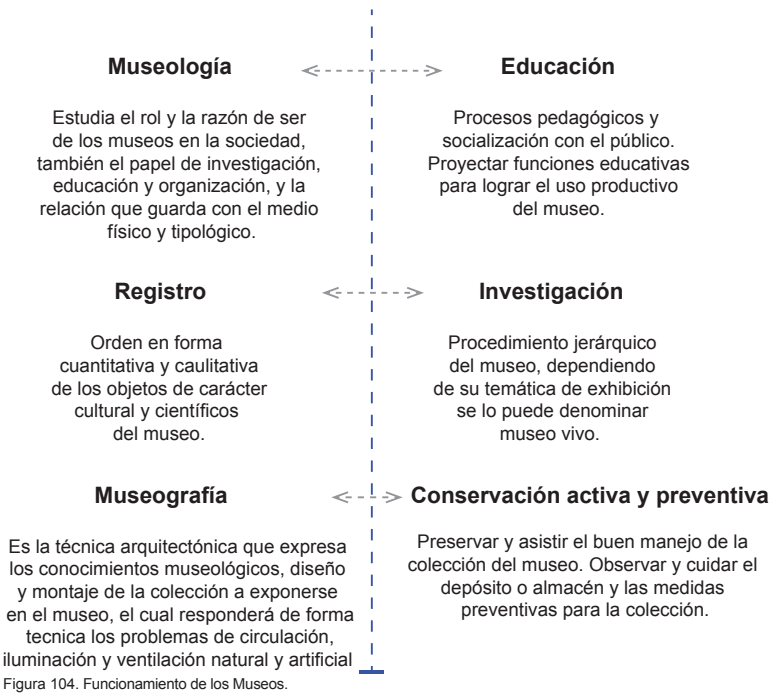 Museología
Educación
Estudia el rol y la razón de ser
de los museos en la sociedad,
también el papel de investigación,
educación y organización, y la
relación que guarda con el medio
físico y tipológico.
Procesos pedagógicos y
socialización con el público.
Proyectar funciones educativas
para lograr el uso productivo
del museo.
Registro
Investigación
Orden en forma
cuantitativa y caulitativa
de los objetos de carácter
cultural y científicos
del museo.
Procedimiento jerárquico
del museo, dependiendo
de su temática de exhibición
se lo puede denominar
museo vivo.
Museografía
Conservación activa y preventiva
Es la técnica arquitectónica que expresa
los conocimientos museológicos, diseño
y montaje de la colección a exponerse
en el museo, el cual responderá de forma
tecnica los problemas de circulación,
iluminación y ventilación natural y artificial
Preservar y asistir el buen manejo de la
colección del museo. Observar y cuidar el
depósito o almacén y las medidas
preventivas para la colección.
Figura 104. Funcionamiento de los Museos.